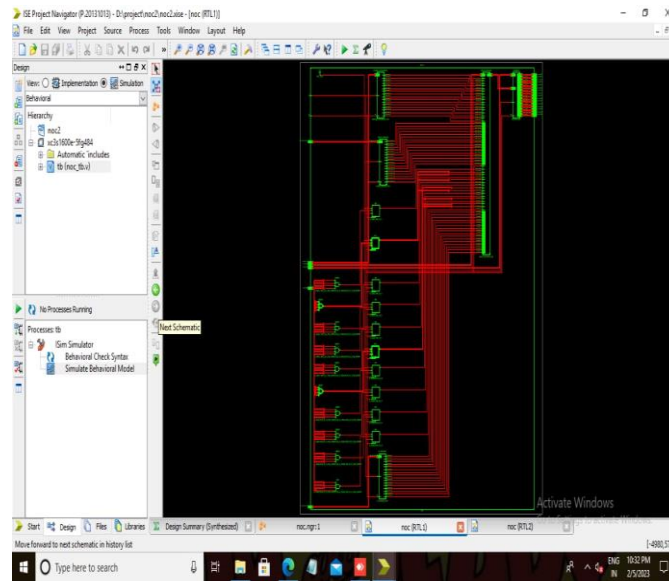 ISE Project Navigator (P.20131013) - D:\project\noc2\noc2.xise - [noc (RTL1)]
File Edit View Project Source Process Tools Window Layout Help
Design
View: Implementation Simulation
Behavioral
Hierarchy
noc2
xc3s1600e-5fg484
Automatic `includes
tb (noc_tb.v)
No Processes Running
Next Schematic
Processes: tb
ISim Simulator
Behavioral Check Syntax
Simulate Behavioral Model
Activate Windows
Start Design Files Libraries Design Summary (Synthesized) noc.ngr:1 noc (RTL1) noc (RTL2)
Move forward to next schematic in history list
Type here to search
ENG 10:32 PM
IN 2/5/2023